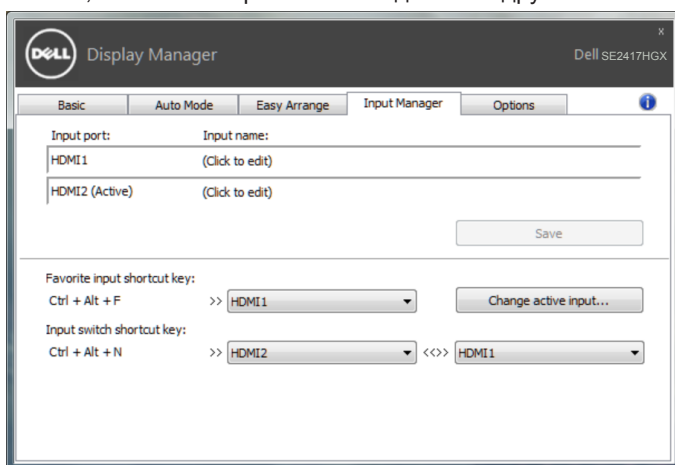 DELL
Display Manager
x
Dell SE2417HGX
Basic Auto Mode Easy Arrange Input Manager Options
Input port: Input name:
HDMI1 (Click to edit)
HDMI2 (Active) (Click to edit)
Save
Favorite input shortcut key:
Ctrl + Alt + F >> HDMI1 Change active input...
Input switch shortcut key:
Ctrl + Alt + N >> HDMI2 <<>> HDMI1